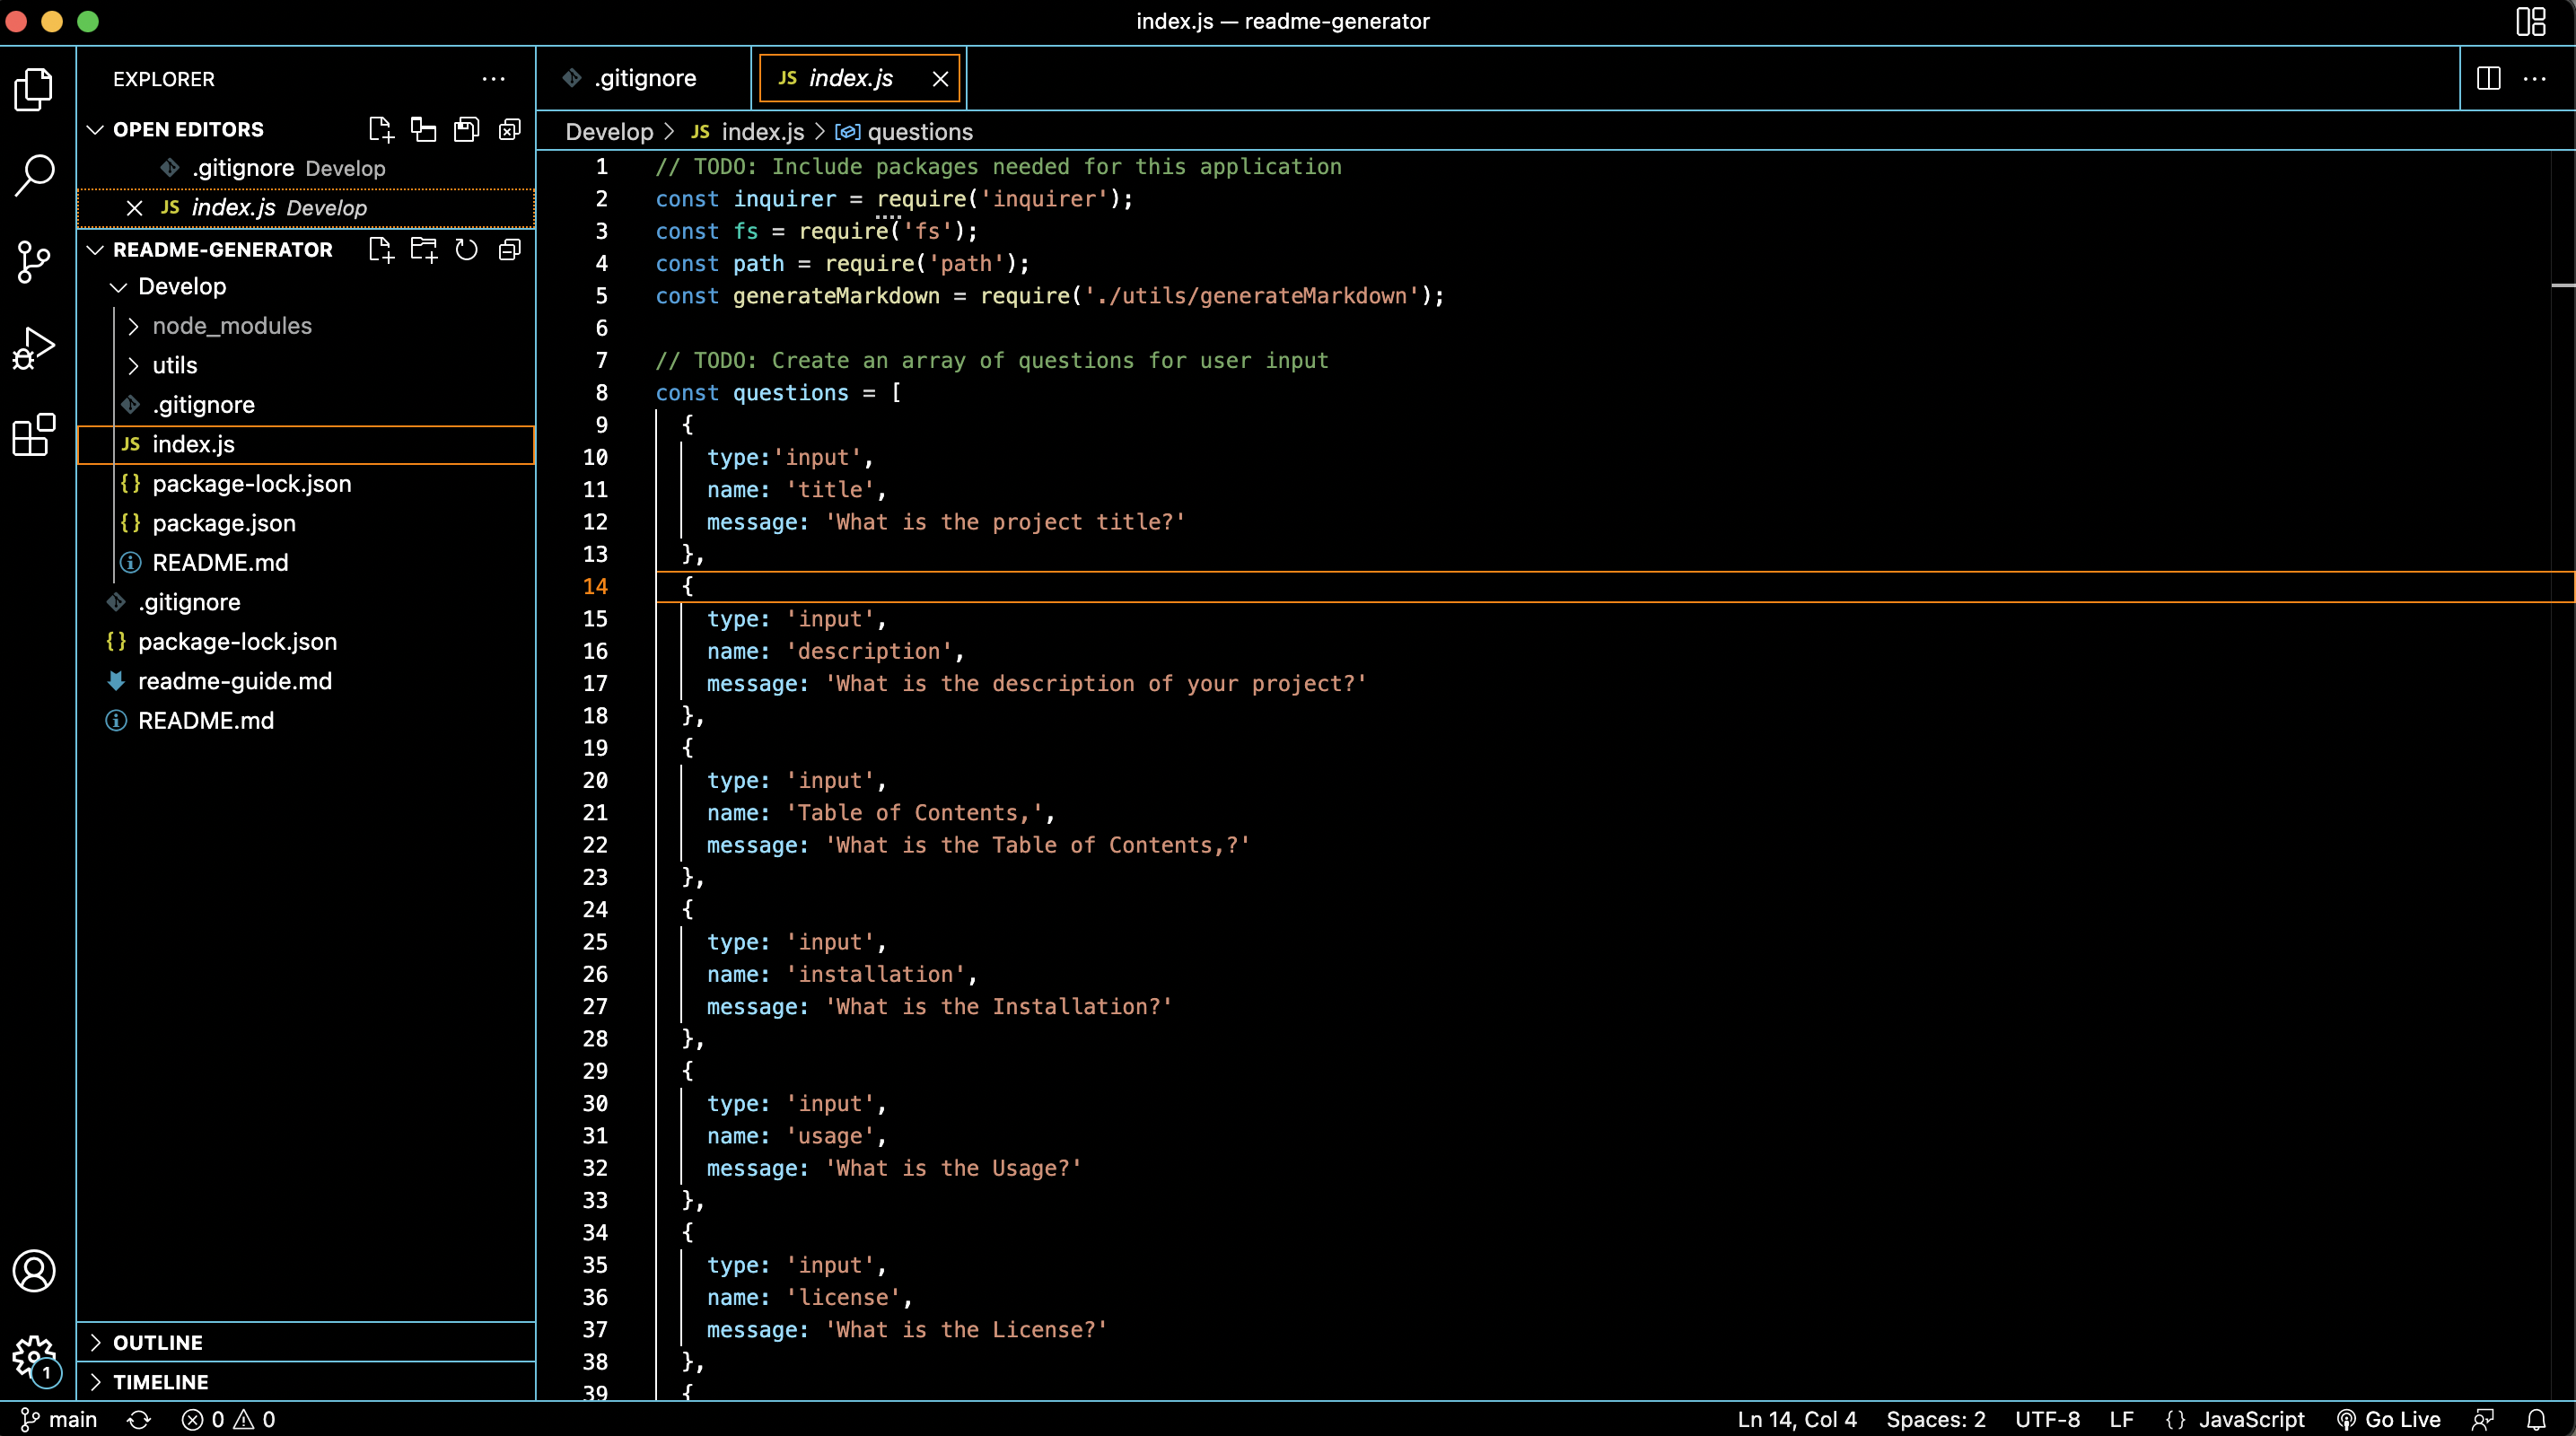 index.js — readme-generator
EXPLORER
OPEN EDITORS
.gitignore Develop
JS index.js Develop
README-GENERATOR
Develop
node_modules
utils
.gitignore
JS index.js
{} package-lock.json
{} package.json
README.md
.gitignore
{} package-lock.json
readme-guide.md
README.md
OUTLINE
TIMELINE
1
.gitignore
JS index.js
Develop > JS index.js > questions
1 // TODO: Include packages needed for this application
2 const inquirer = require('inquirer');
3 const fs = require('fs');
4 const path = require('path');
5 const generateMarkdown = require('./utils/generateMarkdown');
6
7 // TODO: Create an array of questions for user input
8 const questions = [
9 {
10 type:'input',
11 name: 'title',
12 message: 'What is the project title?'
13 },
14 {
15 type: 'input',
16 name: 'description',
17 message: 'What is the description of your project?'
18 },
19 {
20 type: 'input',
21 name: 'Table of Contents,',
22 message: 'What is the Table of Contents,?'
23 },
24 {
25 type: 'input',
26 name: 'installation',
27 message: 'What is the Installation?'
28 },
29 {
30 type: 'input',
31 name: 'usage',
32 message: 'What is the Usage?'
33 },
34 {
35 type: 'input',
36 name: 'license',
37 message: 'What is the License?'
38 },
39 {
main 0 0 Ln 14, Col 4 Spaces: 2 UTF-8 LF {} JavaScript Go Live